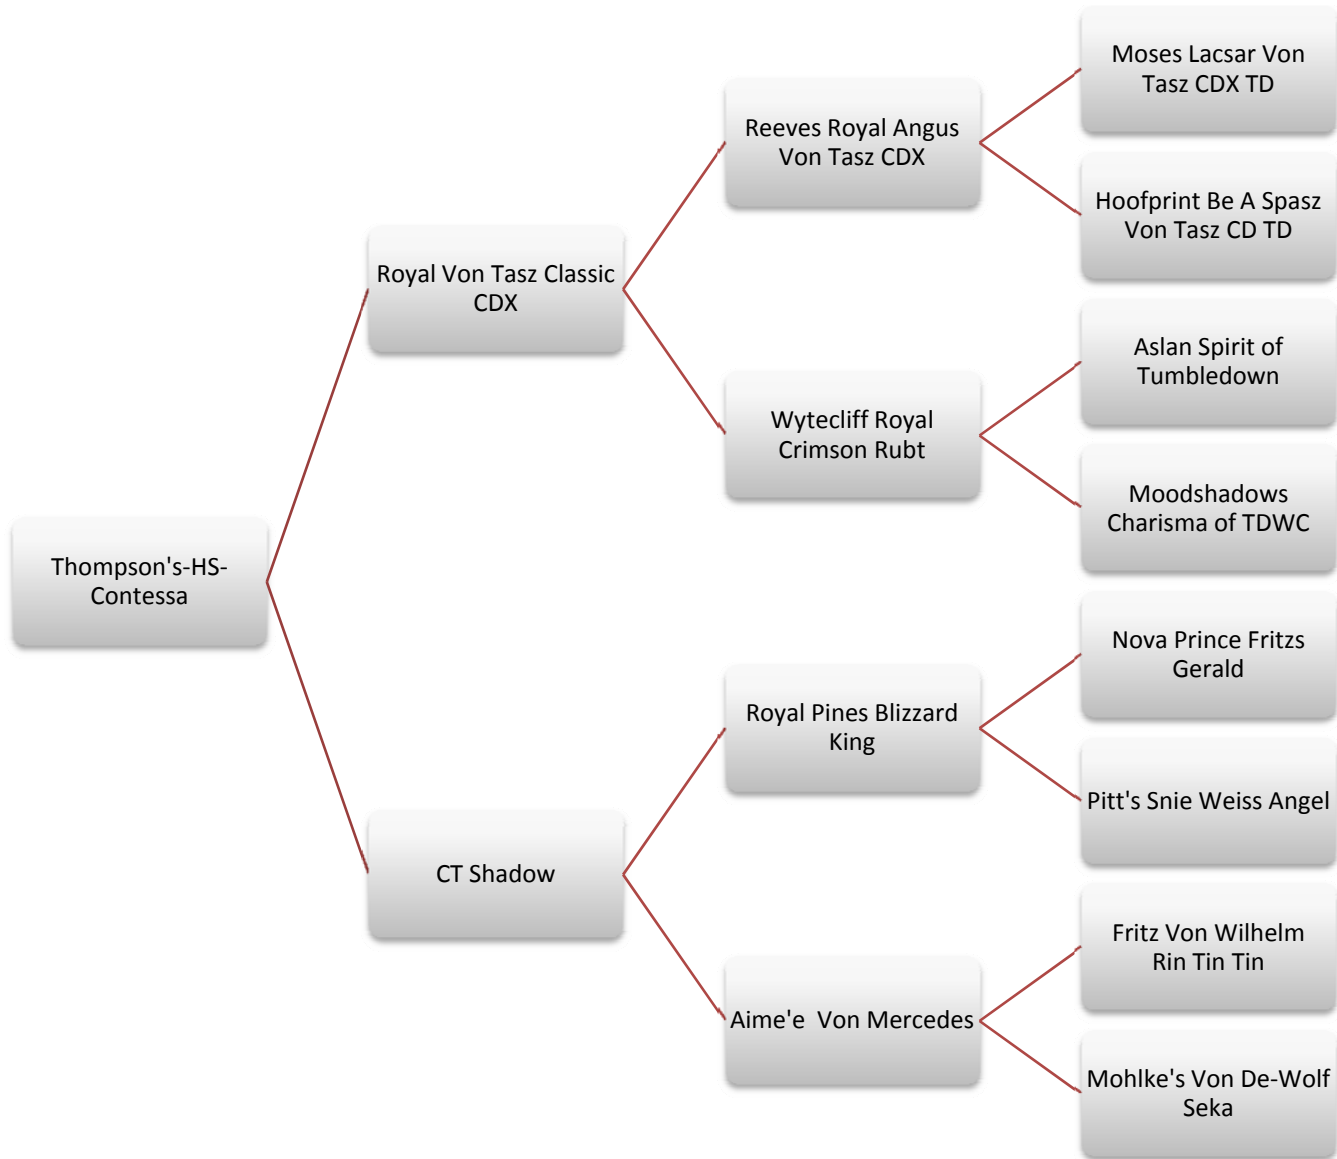 Thompson's-HS-
Contessa
Royal Von Tasz Classic
CDX
CT Shadow
Reeves Royal Angus
Von Tasz CDX
Wytecliff Royal
Crimson Rubt
Royal Pines Blizzard
King
Aime'e  Von Mercedes
Moses Lacsar Von
Tasz CDX TD
Hoofprint Be A Spasz
Von Tasz CD TD
Aslan Spirit of
Tumbledown
Moodshadows
Charisma of TDWC
Nova Prince Fritzs
Gerald
Pitt's Snie Weiss Angel
Fritz Von Wilhelm
Rin Tin Tin
Mohlke's Von De-Wolf
Seka